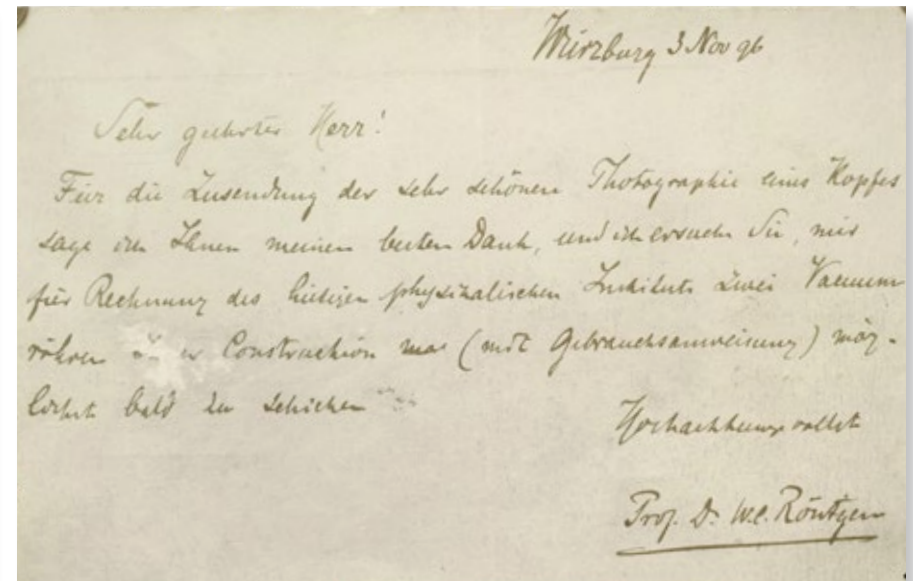 Würzburg 3 Nov 96
Sehr geehrter Herr!
Für die Zusendung der sehr schönen Photographie eines Kopfes
sage ich Ihnen meinen besten Dank, und ich ersuche Sie, mir
für Rechnung des hiesigen physikalischen Instituts zwei Vacuum
röhren Construction (mit Gebrauchsanweisung) mög-
lichst bald zu schicken
Hochachtungsvollst
Prof. Dr. W.C. Röntgen